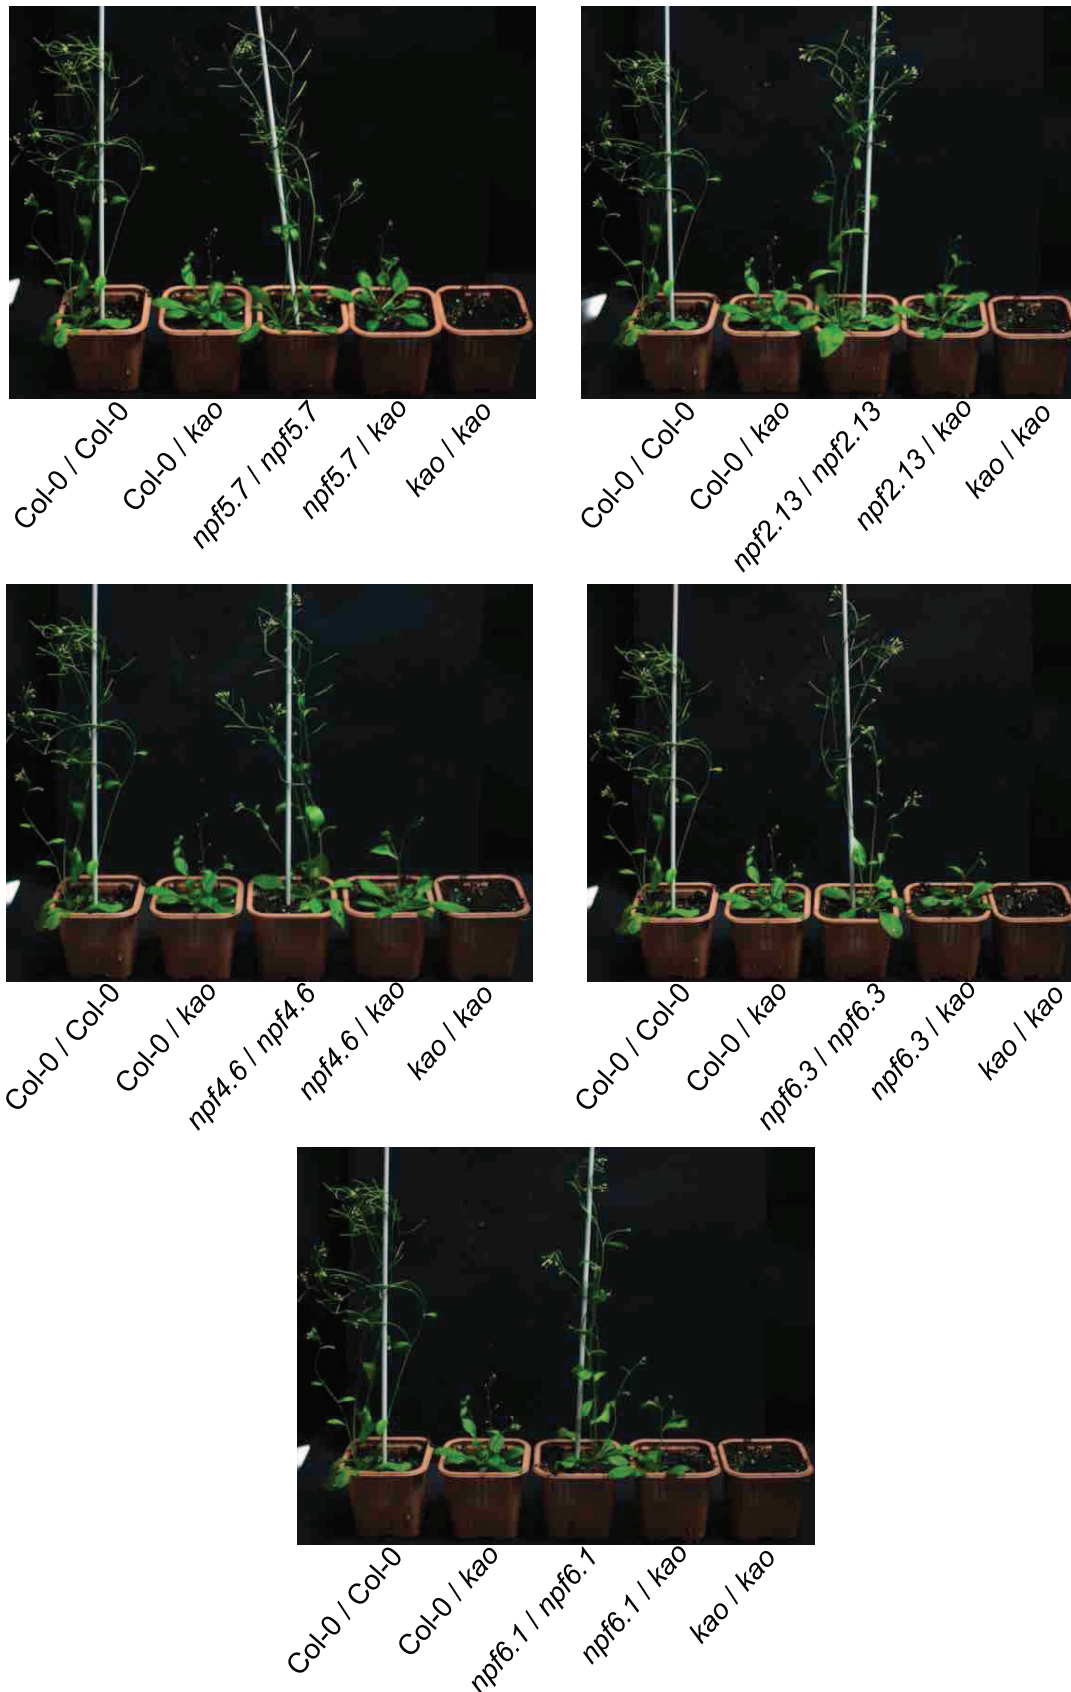 Col-0 / Col-0
Col-0 / kao
npf5.7 / npf5.7
npf5.7 / kao
kao / kao
Col-0 / Col-0
Col-0 / kao
npf2.13 / npf2.13
npf2.13 / kao
kao / kao
Col-0 / Col-0
Col-0 / kao
npf4.6 / npf4.6
npf4.6 / kao
kao / kao
Col-0 / Col-0
Col-0 / kao
npf6.3 / npf6.3
npf6.3 / kao
kao / kao
Col-0 / Col-0
Col-0 / kao
npf6.1 / npf6.1
npf6.1 / kao
kao / kao